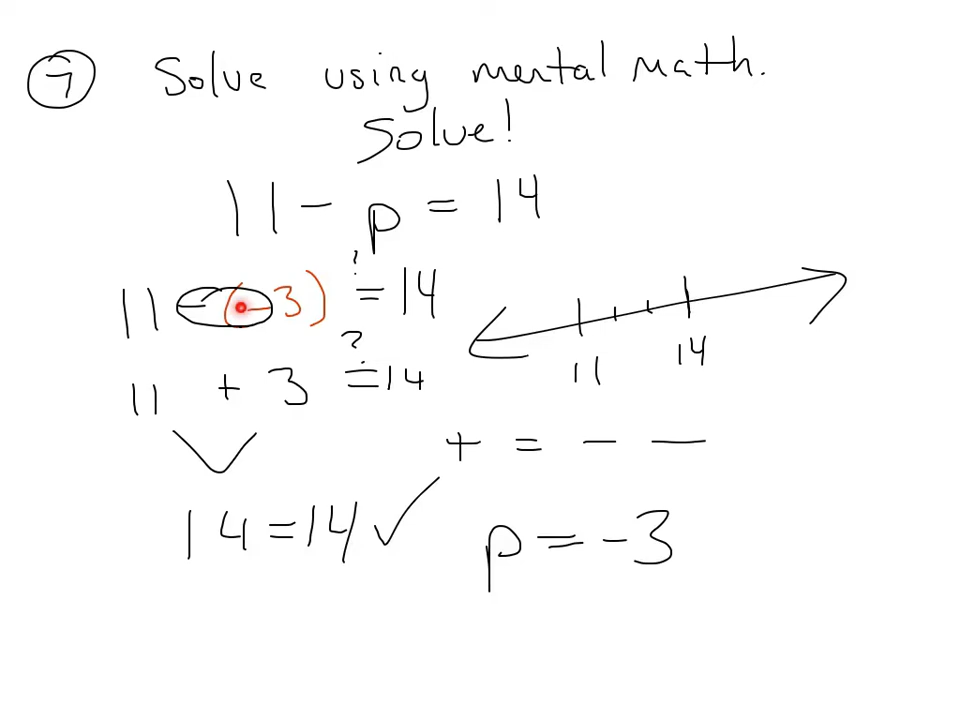 7 Solve using mental math.
Solve!
11 - p = 14
11 - (-3) ≟ 14
11 + 3 ≟ 14
11 14
+ = - -
14 = 14 ✓
p = -3